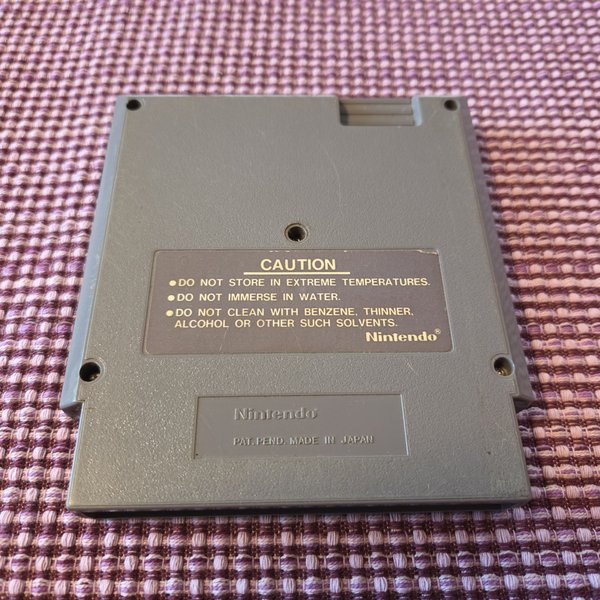 CAUTION
●DO NOT STORE IN EXTREME TEMPERATURES.
●DO NOT IMMERSE IN WATER.
●DO NOT CLEAN WITH BENZENE, THINNER,
ALCOHOL OR OTHER SUCH SOLVENTS.
Nintendo®
Nintendo®
PAT. PEND. MADE IN JAPAN